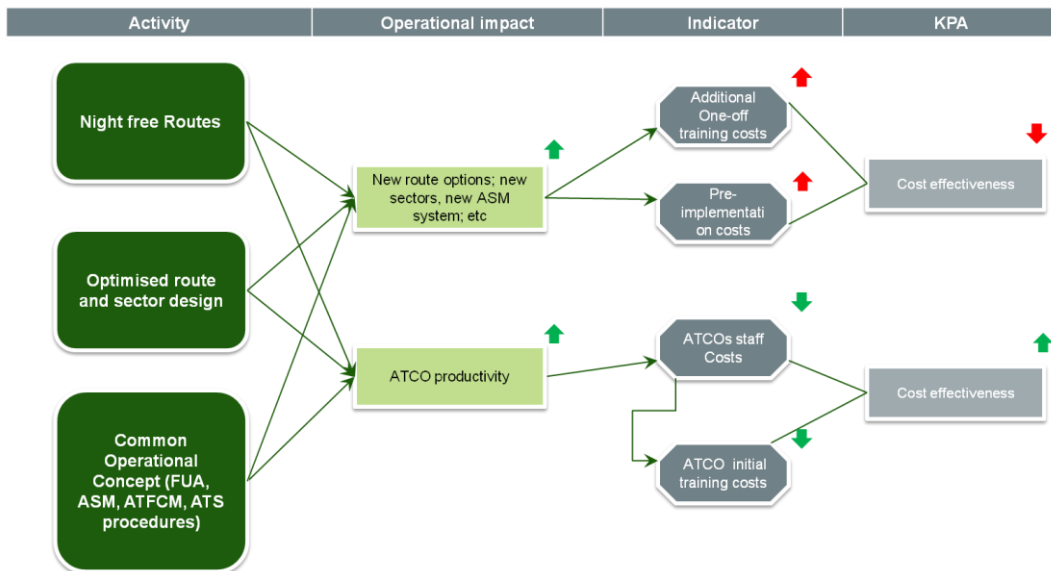 Activity
Operational impact
Indicator
KPA
Night free Routes
Optimised route
and sector design
Common
Operational
Concept (FUA,
ASM, ATFCM, ATS
procedures)
New route options; new
sectors, new ASM
system; etc
ATCO productivity
Additional
One-off
training costs
Pre-
implementati
on costs
ATCOs staff
Costs
ATCO initial
training costs
Cost effectiveness
Cost effectiveness